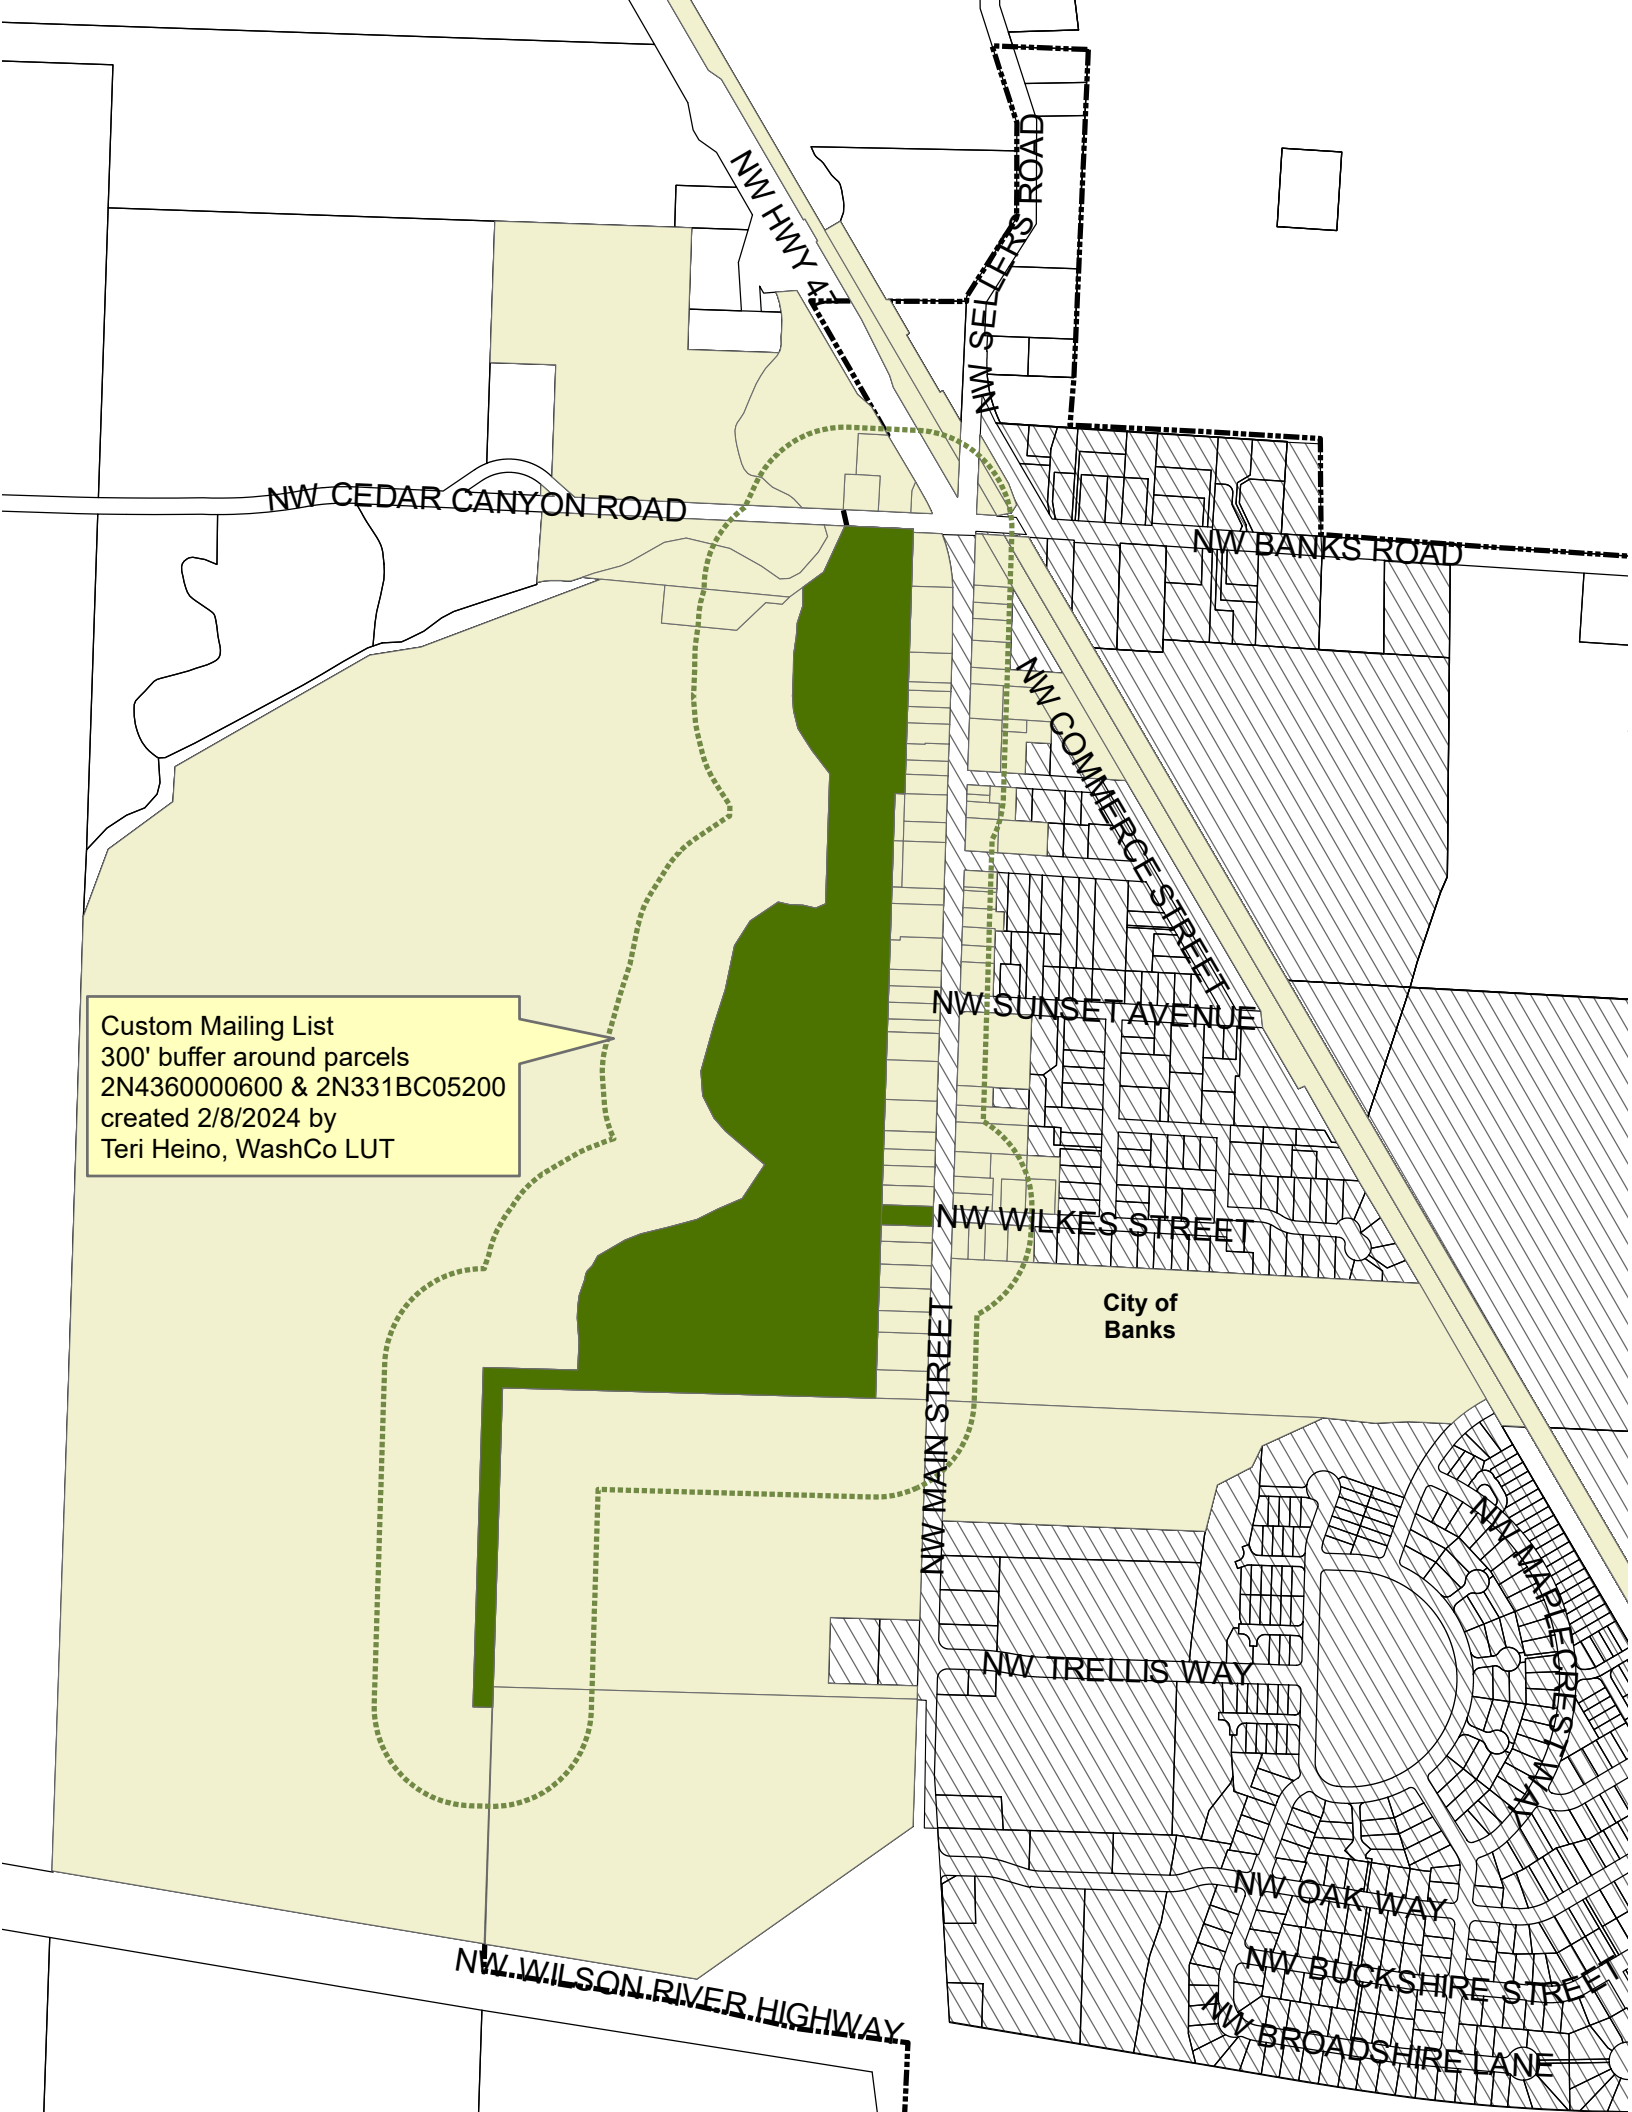 NW HWY 47
NW SELLERS ROAD
NW CEDAR CANYON ROAD
NW BANKS ROAD
NW COMMERCE STREET
Custom Mailing List
300' buffer around parcels
2N4360000600 & 2N331BC05200
created 2/8/2024 by
Teri Heino, WashCo LUT
NW SUNSET AVENUE
NW WILKES STREET
City of
Banks
NW MAIN STREET
NW MAPLECREST WAY
NW TRELLIS WAY
NW OAK WAY
NW BUCKSHIRE STREET
NW WILSON RIVER HIGHWAY
NW BROADSHIRE LANE